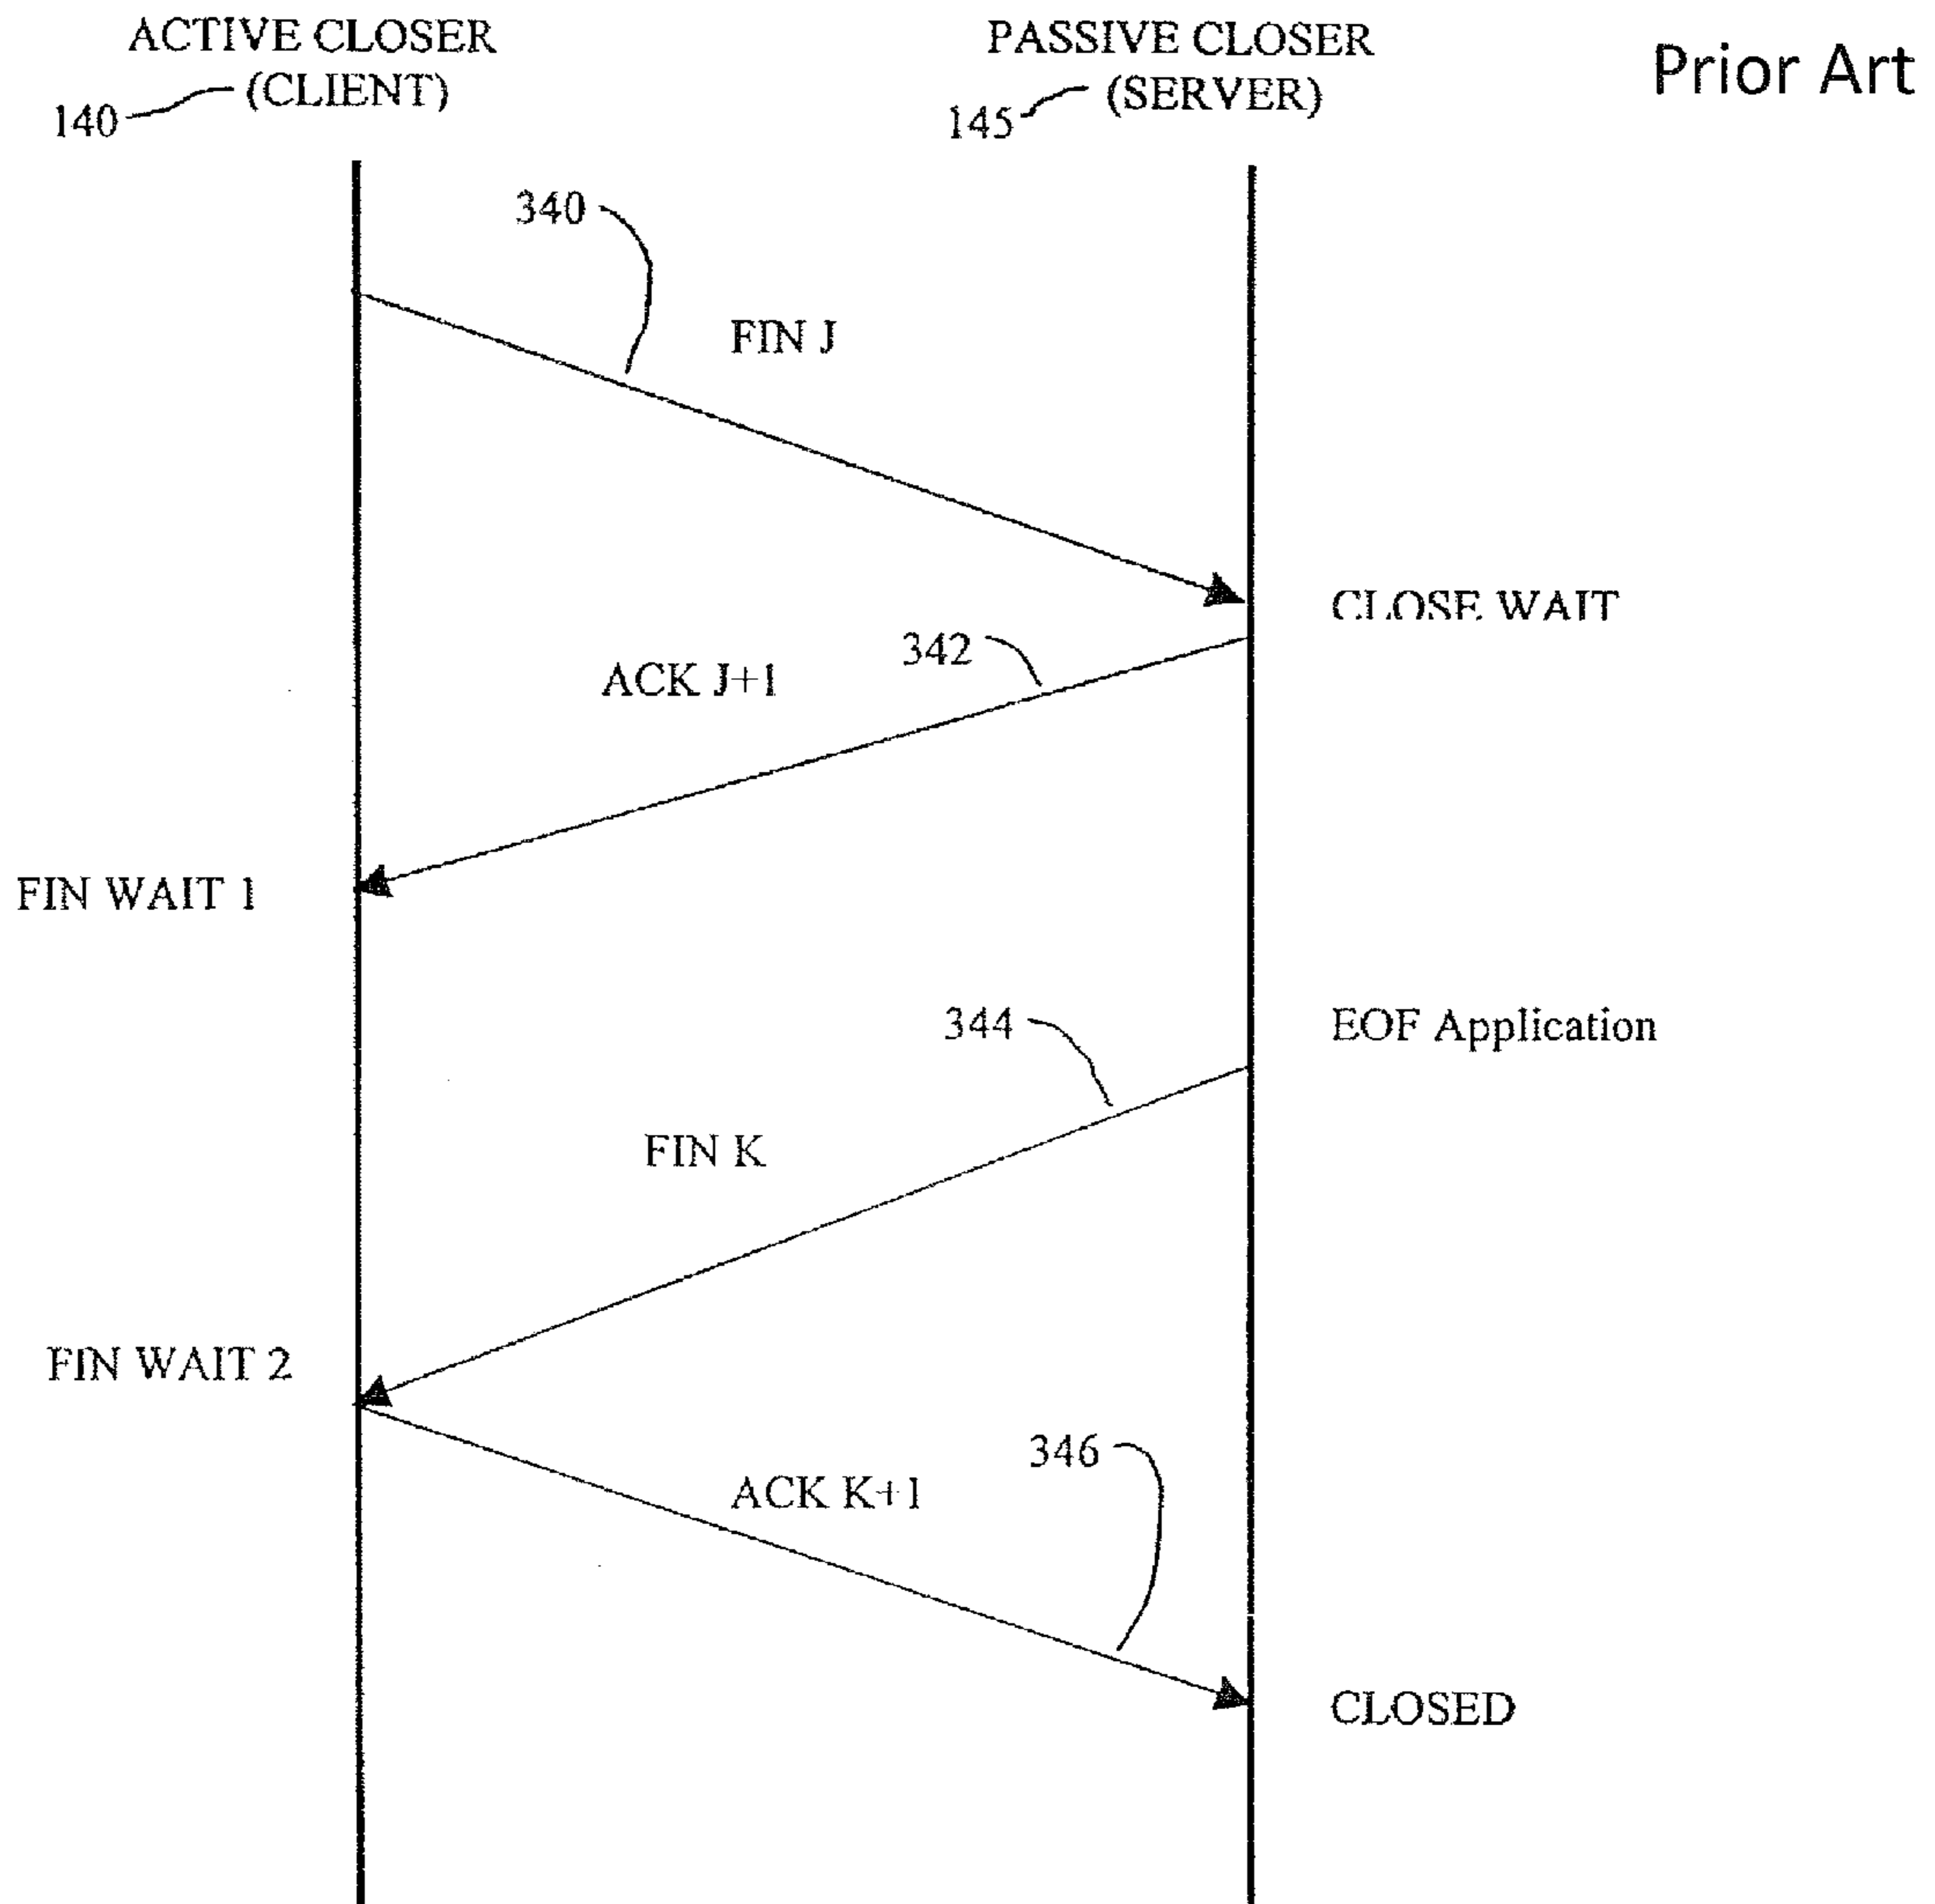 ACTIVE CLOSER
(CLIENT)
140
PASSIVE CLOSER
(SERVER)
145
Prior Art
340
FIN J
CLOSE WAIT
342
ACK J+1
FIN WAIT 1
EOF Application
344
FIN K
FIN WAIT 2
346
ACK K+1
CLOSED